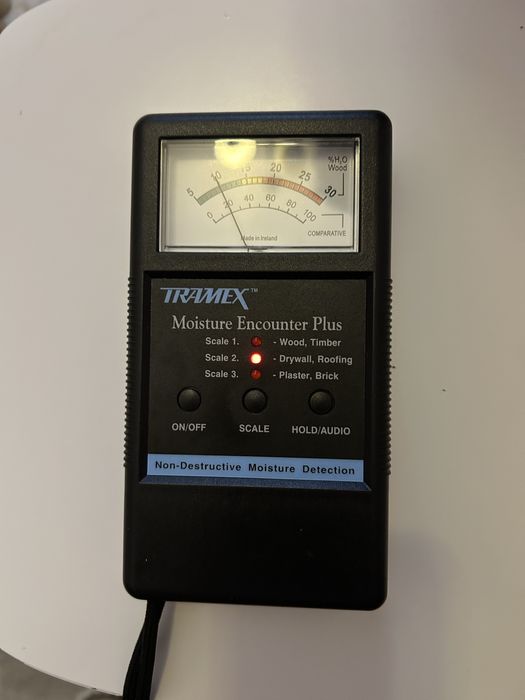 %H₂O
Wood
5 10 15 20 25 30
0 20 40 60 80 100
COMPARATIVE
Made in Ireland
TRAMEX™
Moisture Encounter Plus
Scale 1. - Wood, Timber
Scale 2. - Drywall, Roofing
Scale 3. - Plaster, Brick
ON/OFF SCALE HOLD/AUDIO
Non-Destructive Moisture Detection